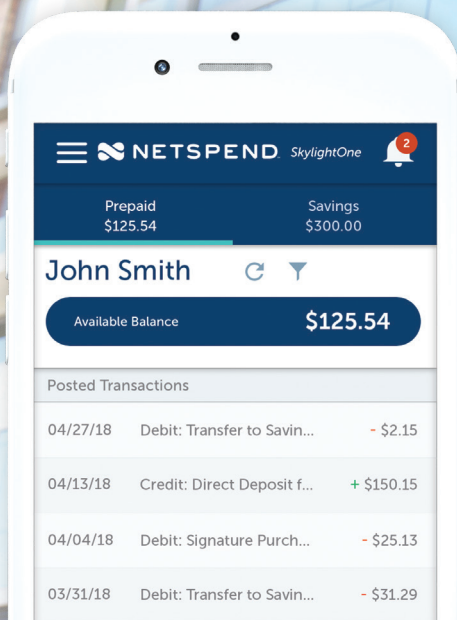 NETSPEND SkylightOne 2
Prepaid Savings
$125.54 $300.00
John Smith
Available Balance $125.54
Posted Transactions
04/27/18 Debit: Transfer to Savin... - $2.15
04/13/18 Credit: Direct Deposit f... + $150.15
04/04/18 Debit: Signature Purch... - $25.13
03/31/18 Debit: Transfer to Savin... - $31.29